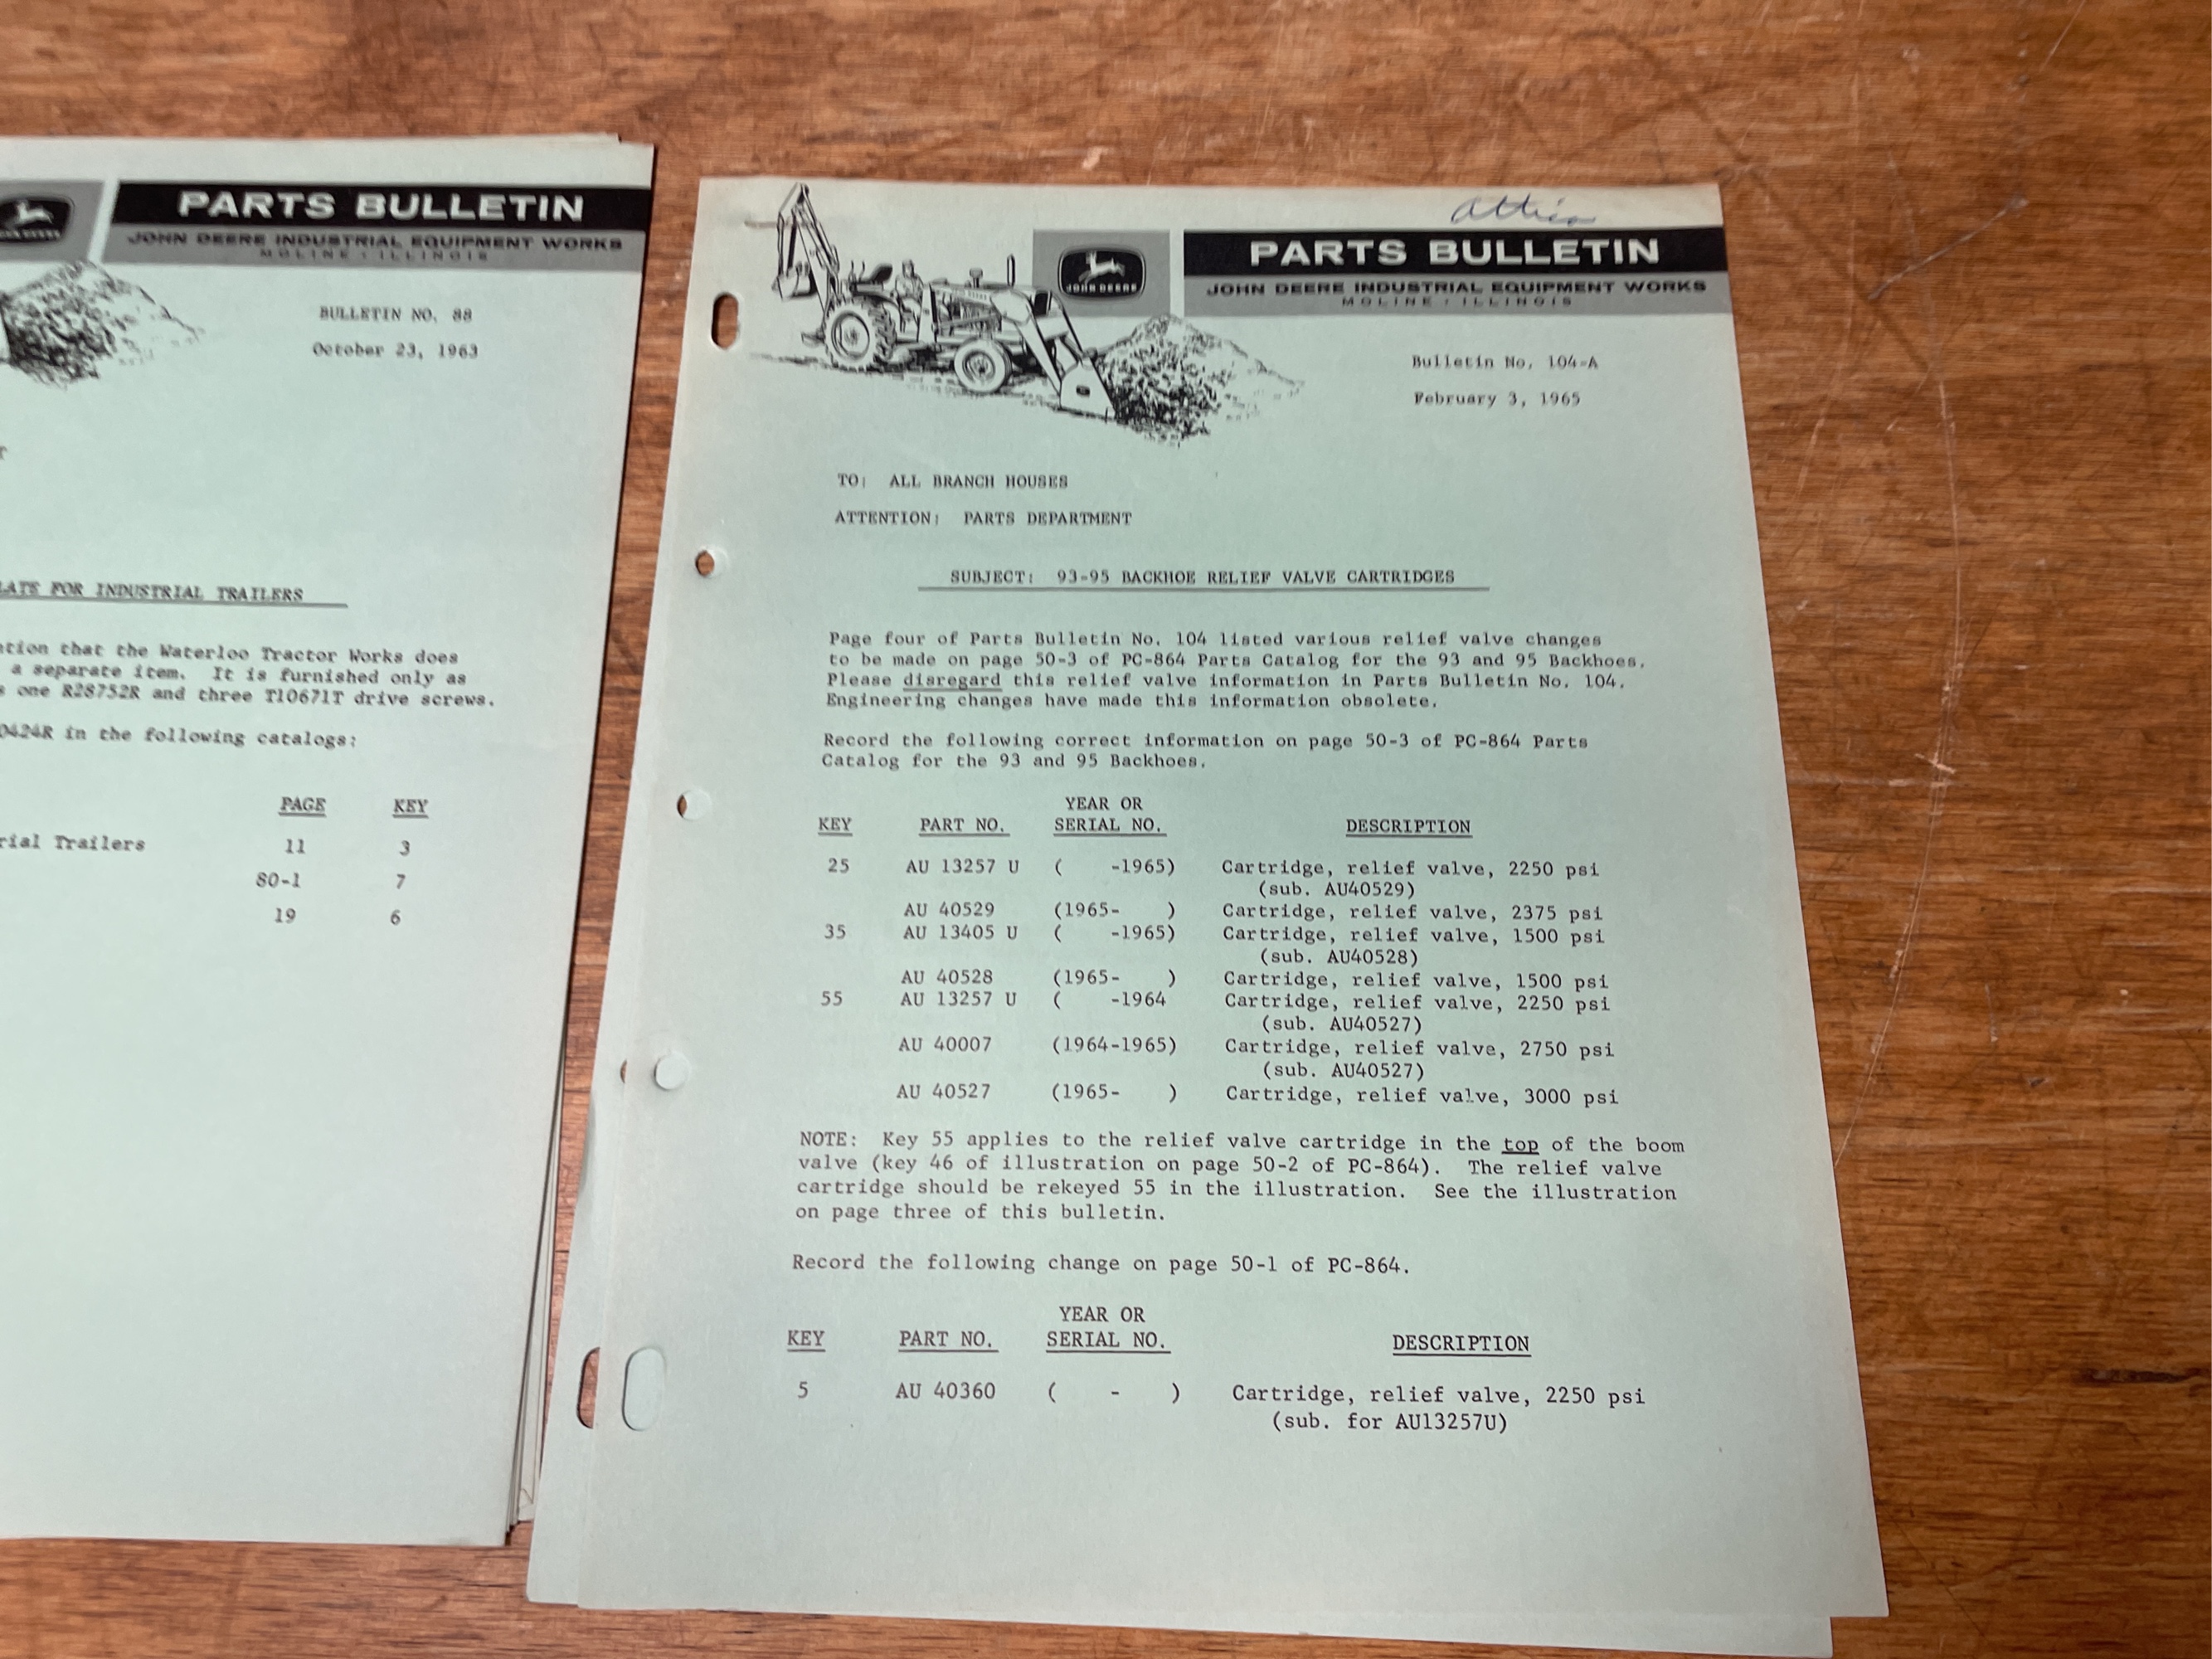 PARTS BULLETIN
JOHN DEERE INDUSTRIAL EQUIPMENT WORKS
MOLINE · ILLINOIS
BULLETIN NO. 88
October 23, 1963
LATE FOR INDUSTRIAL TRAILERS
ntion that the Waterloo Tractor Works does
a separate item. It is furnished only as
s one R28752R and three T10671T drive screws.
0424R in the following catalogs:
PAGE KEY
rial Trailers 11 3
80-1 7
19 6
Attica
JOHN DEERE
PARTS BULLETIN
JOHN DEERE INDUSTRIAL EQUIPMENT WORKS
MOLINE · ILLINOIS
Bulletin No. 104-A
February 3, 1965
TO: ALL BRANCH HOUSES
ATTENTION: PARTS DEPARTMENT
SUBJECT: 93-95 BACKHOE RELIEF VALVE CARTRIDGES
Page four of Parts Bulletin No. 104 listed various relief valve changes
to be made on page 50-3 of PC-864 Parts Catalog for the 93 and 95 Backhoes.
Please disregard this relief valve information in Parts Bulletin No. 104.
Engineering changes have made this information obsolete.
Record the following correct information on page 50-3 of PC-864 Parts
Catalog for the 93 and 95 Backhoes.
YEAR OR
KEY PART NO. SERIAL NO. DESCRIPTION
25 AU 13257 U ( -1965) Cartridge, relief valve, 2250 psi
(sub. AU40529)
AU 40529 (1965- ) Cartridge, relief valve, 2375 psi
35 AU 13405 U ( -1965) Cartridge, relief valve, 1500 psi
(sub. AU40528)
AU 40528 (1965- ) Cartridge, relief valve, 1500 psi
55 AU 13257 U ( -1964 Cartridge, relief valve, 2250 psi
(sub. AU40527)
AU 40007 (1964-1965) Cartridge, relief valve, 2750 psi
(sub. AU40527)
AU 40527 (1965- ) Cartridge, relief valve, 3000 psi
NOTE: Key 55 applies to the relief valve cartridge in the top of the boom
valve (key 46 of illustration on page 50-2 of PC-864). The relief valve
cartridge should be rekeyed 55 in the illustration. See the illustration
on page three of this bulletin.
Record the following change on page 50-1 of PC-864.
YEAR OR
KEY PART NO. SERIAL NO. DESCRIPTION
5 AU 40360 ( - ) Cartridge, relief valve, 2250 psi
(sub. for AU13257U)